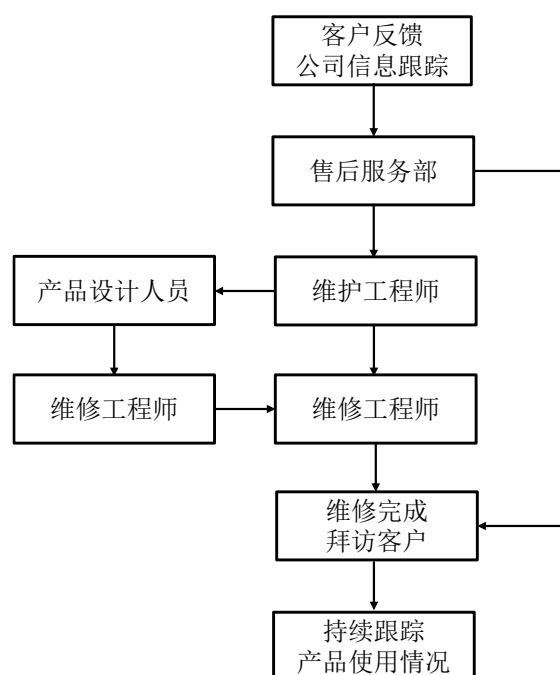 客户反馈
公司信息跟踪
售后服务部
产品设计人员
维护工程师
维修工程师
维修工程师
维修完成
拜访客户
持续跟踪
产品使用情况